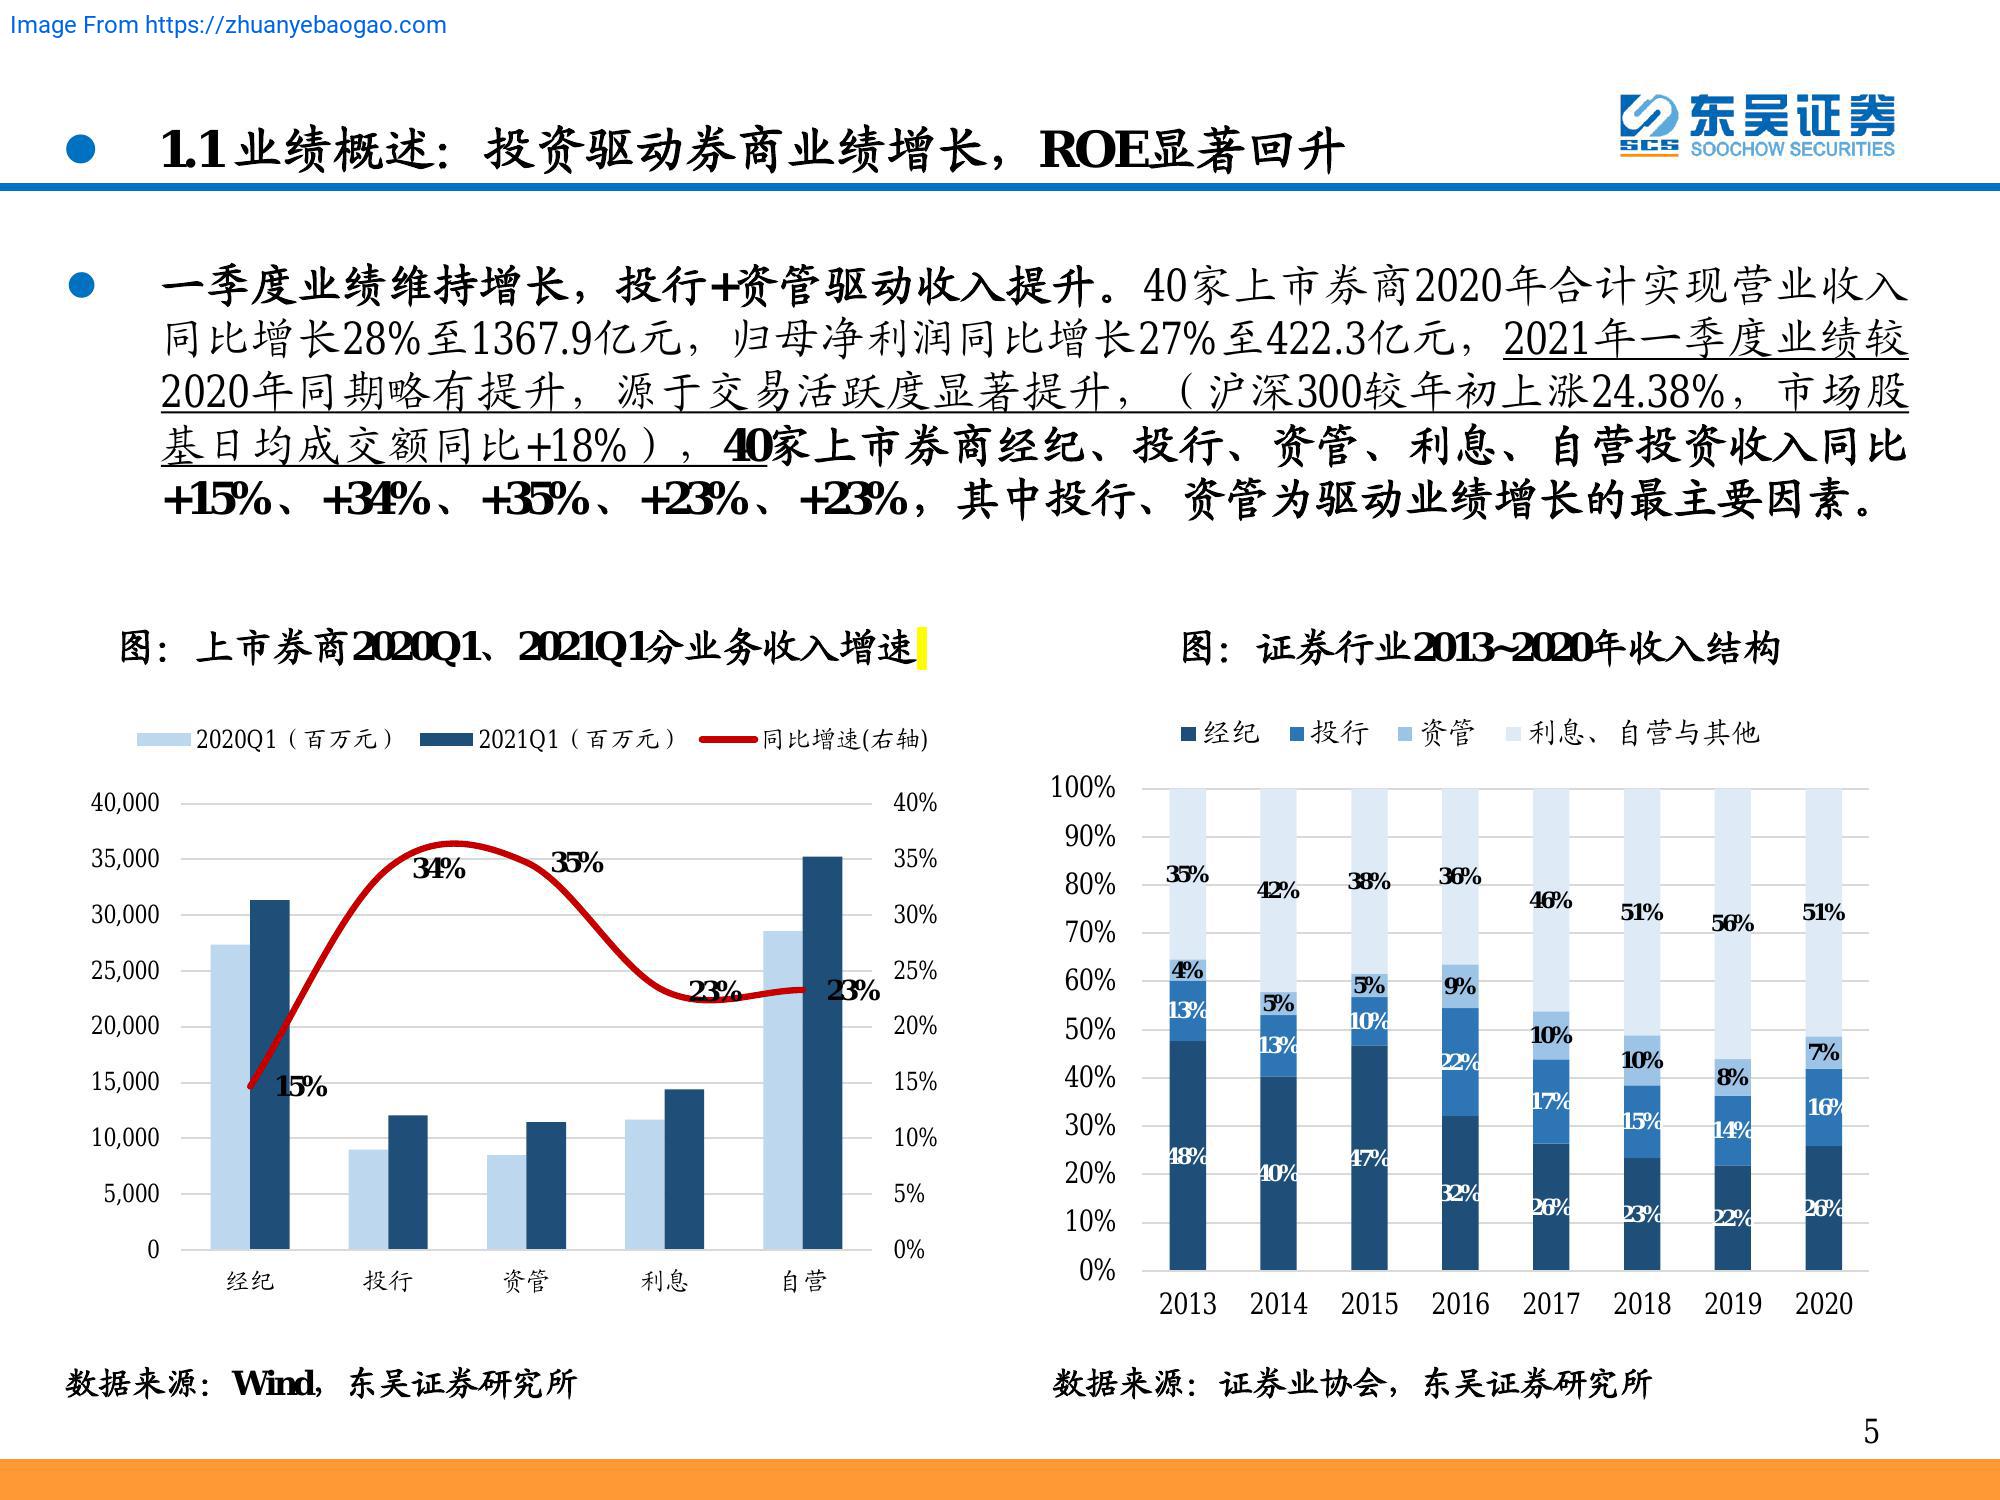 Image From https://zhuanyebaogao.com
1.1业绩概述：投资驱动券商业绩增长，ROE显著回升
东吴证券
SCS SOOCHOW SECURITIES
一季度业绩维持增长，投行+资管驱动收入提升。40家上市券商2020年合计实现营业收入
同比增长28%至1367.9亿元，归母净利润同比增长27%至422.3亿元，2021年一季度业绩较
2020年同期略有提升，源于交易活跃度显著提升，（沪深300较年初上涨24.38%，市场股
基日均成交额同比+18%），40家上市券商经纪、投行、资管、利息、自营投资收入同比
+15%、+34%、+35%、+23%、+23%，其中投行、资管为驱动业绩增长的最主要因素。
图：上市券商2020Q1、2021Q1分业务收入增速
2020Q1（百万元） 2021Q1（百万元） 同比增速(右轴)
40,000 40%
35,000 35%
30,000 30%
25,000 25%
20,000 20%
15,000 15%
10,000 10%
5,000 5%
0 0%
15% 34% 35% 23% 23%
经纪 投行 资管 利息 自营
数据来源：Wind，东吴证券研究所
图：证券行业2013~2020年收入结构
经纪 投行 资管 利息、自营与其他
100%
90%
80%
70%
60%
50%
40%
30%
20%
10%
0%
35% 42% 38% 36% 46% 51% 56% 51%
4% 5% 5% 9% 10% 10% 8% 7%
13% 13% 10% 22% 17% 15% 14% 16%
48% 40% 47% 32% 26% 23% 22% 26%
2013 2014 2015 2016 2017 2018 2019 2020
数据来源：证券业协会，东吴证券研究所
5